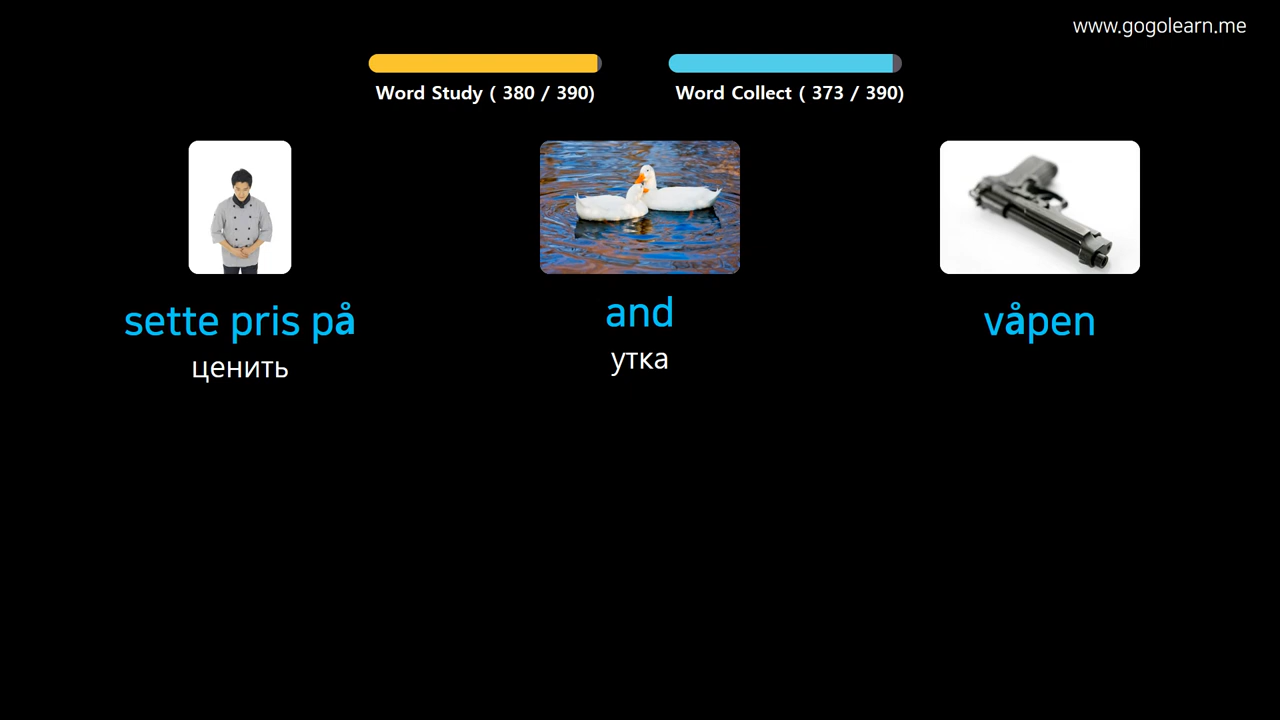 www.gogolearn.me
Word Study ( 380 / 390)
Word Collect ( 373 / 390)
sette pris på
ценить
and
утка
våpen